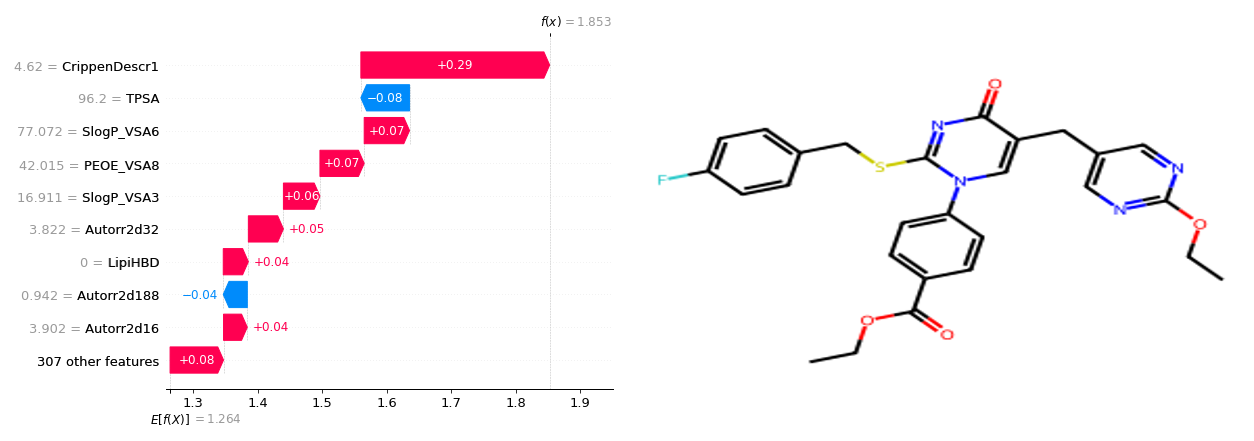 f(x) = 1.853
4.62 = CrippenDescr1
+0.29
96.2 = TPSA
−0.08
77.072 = SlogP_VSA6
+0.07
42.015 = PEOE_VSA8
+0.07
16.911 = SlogP_VSA3
+0.06
3.822 = Autorr2d32
+0.05
0 = LipiHBD
+0.04
0.942 = Autorr2d188
−0.04
3.902 = Autorr2d16
+0.04
307 other features
+0.08
1.3 1.4 1.5 1.6 1.7 1.8 1.9
E[f(X)] = 1.264
O
N
N
F
S
N
N
O
O
O